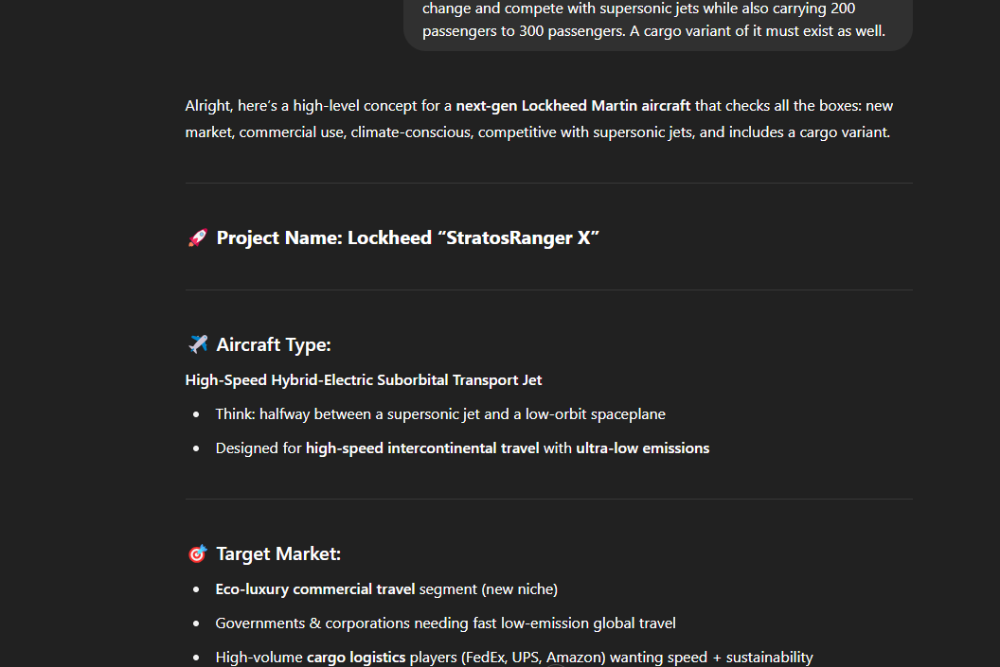 change and compete with supersonic jets while also carrying 200
passengers to 300 passengers. A cargo variant of it must exist as well.
Alright, here's a high-level concept for a next-gen Lockheed Martin aircraft that checks all the boxes: new
market, commercial use, climate-conscious, competitive with supersonic jets, and includes a cargo variant.
🚀 Project Name: Lockheed “StratosRanger X”
✈️ Aircraft Type:
High-Speed Hybrid-Electric Suborbital Transport Jet
• Think: halfway between a supersonic jet and a low-orbit spaceplane
• Designed for high-speed intercontinental travel with ultra-low emissions
🎯 Target Market:
• Eco-luxury commercial travel segment (new niche)
• Governments & corporations needing fast low-emission global travel
• High-volume cargo logistics players (FedEx, UPS, Amazon) wanting speed + sustainability